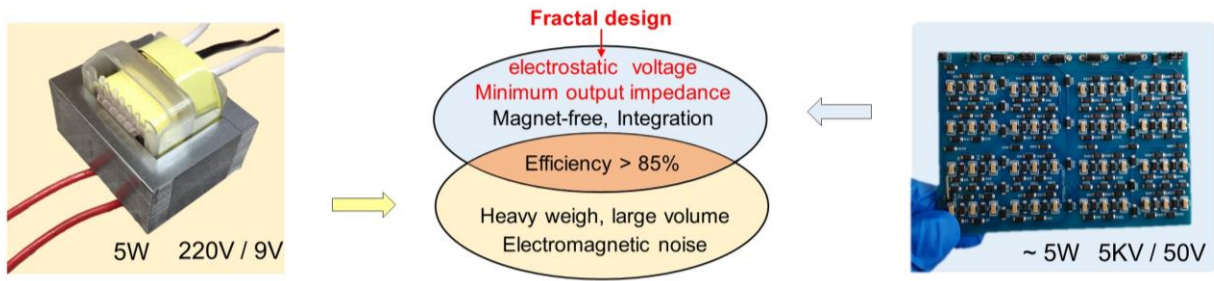 Fractal design
electrostatic voltage
Minimum output impedance
Magnet-free, Integration
Efficiency > 85%
Heavy weigh, large volume
Electromagnetic noise
5W 220V / 9V
~ 5W 5KV / 50V